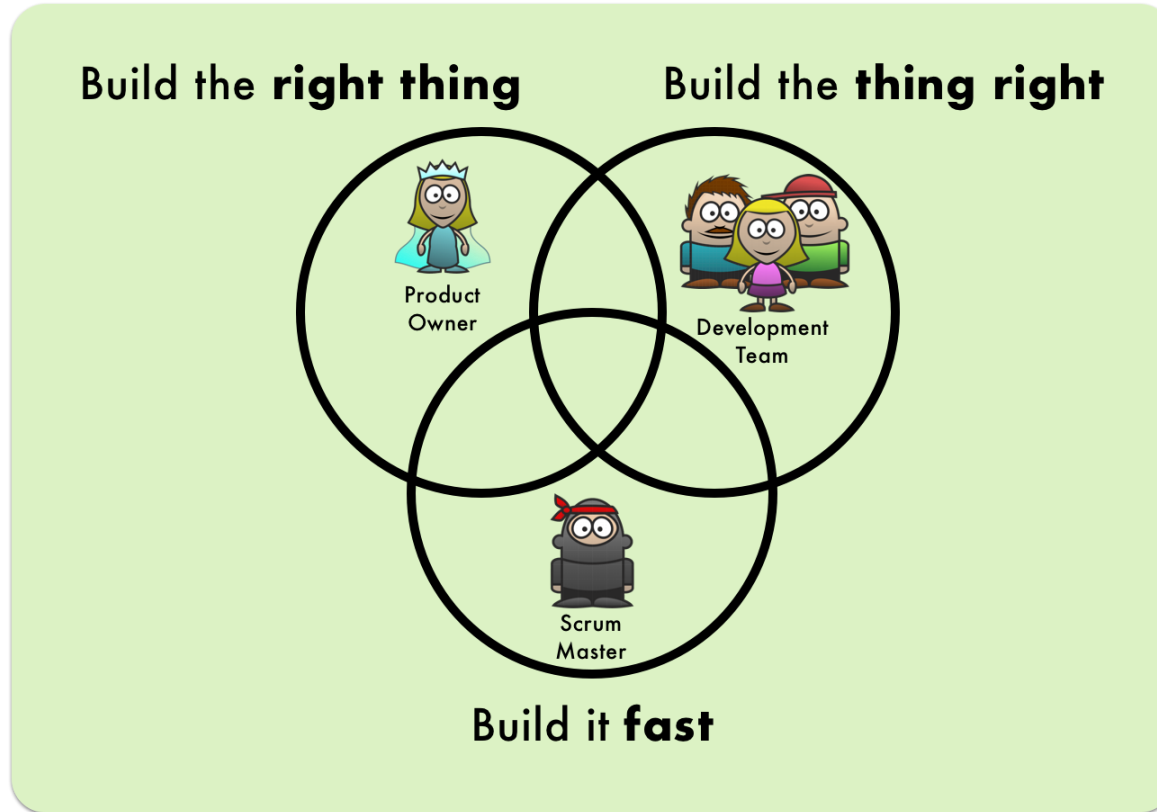 Build the right thing
Build the thing right
Product
Owner
Development
Team
Scrum
Master
Build it fast